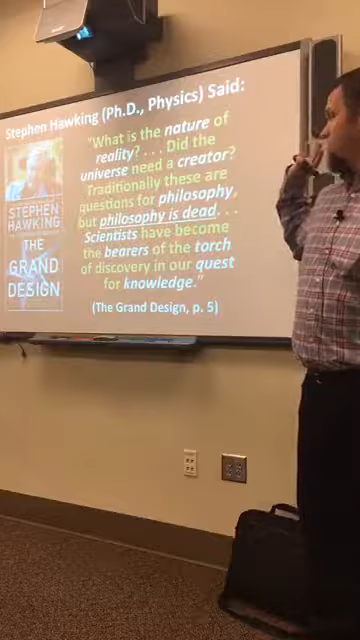 Stephen Hawking (Ph.D., Physics) Said:
"What is the nature of
reality? . . . Did the
universe need a creator?
Traditionally these are
questions for philosophy,
but philosophy is dead. . .
Scientists have become
the bearers of the torch
of discovery in our quest
for knowledge."
(The Grand Design, p. 5)
STEPHEN
HAWKING
THE
GRAND
DESIGN